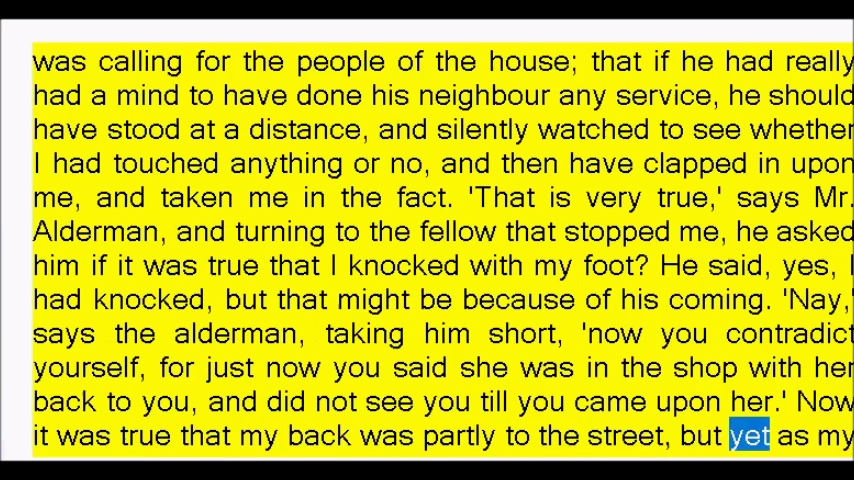 was calling for the people of the house; that if he had really
had a mind to have done his neighbour any service, he should
have stood at a distance, and silently watched to see whether
I had touched anything or no, and then have clapped in upon
me, and taken me in the fact. 'That is very true,' says Mr.
Alderman, and turning to the fellow that stopped me, he asked
him if it was true that I knocked with my foot? He said, yes, I
had knocked, but that might be because of his coming. 'Nay,'
says the alderman, taking him short, 'now you contradict
yourself, for just now you said she was in the shop with her
back to you, and did not see you till you came upon her.' Now
it was true that my back was partly to the street, but yet as my